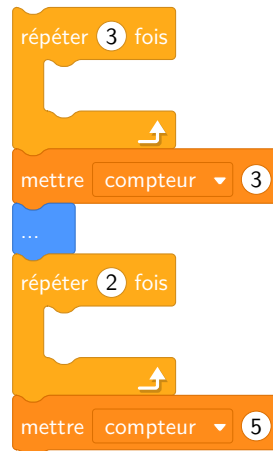 répéter 3 fois
mettre compteur 3
...
répéter 2 fois
mettre compteur 5